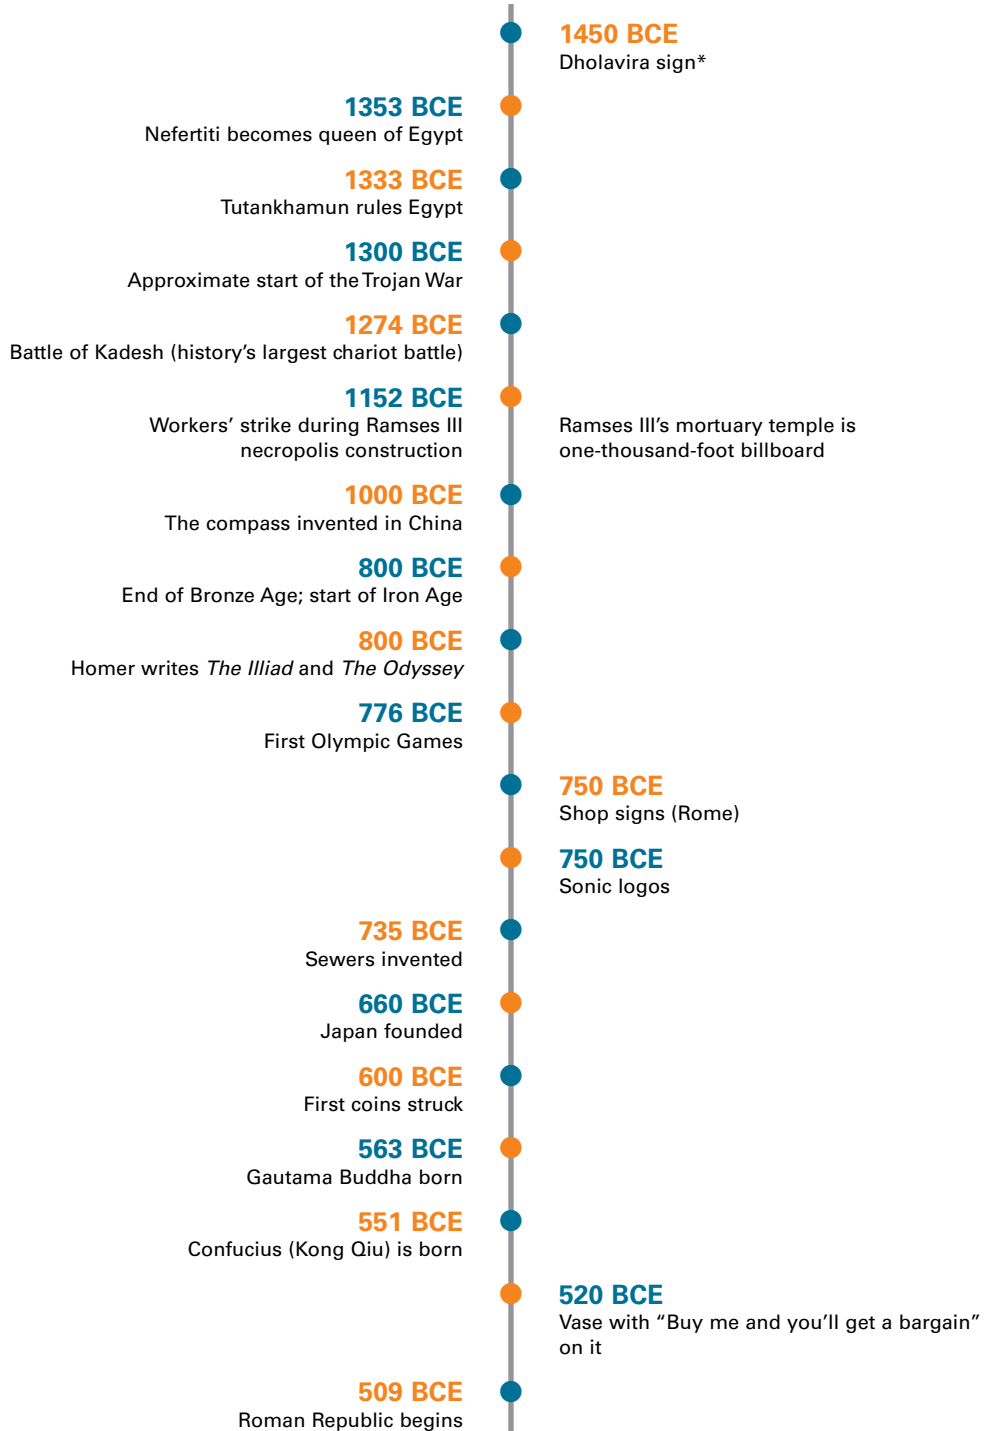 1450 BCE
Dholavira sign*
1353 BCE
Nefertiti becomes queen of Egypt
1333 BCE
Tutankhamun rules Egypt
1300 BCE
Approximate start of the Trojan War
1274 BCE
Battle of Kadesh (history’s largest chariot battle)
1152 BCE
Workers’ strike during Ramses III
necropolis construction
Ramses III’s mortuary temple is
one-thousand-foot billboard
1000 BCE
The compass invented in China
800 BCE
End of Bronze Age; start of Iron Age
800 BCE
Homer writes The Illiad and The Odyssey
776 BCE
First Olympic Games
750 BCE
Shop signs (Rome)
750 BCE
Sonic logos
735 BCE
Sewers invented
660 BCE
Japan founded
600 BCE
First coins struck
563 BCE
Gautama Buddha born
551 BCE
Confucius (Kong Qiu) is born
520 BCE
Vase with “Buy me and you’ll get a bargain”
on it
509 BCE
Roman Republic begins